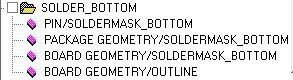 SOLDER_BOTTOM
PIN/SOLDERMASK_BOTTOM
PACKAGE GEOMETRY/SOLDERMASK_BOTTOM
BOARD GEOMETRY/SOLDERMASK_BOTTOM
BOARD GEOMETRY/OUTLINE